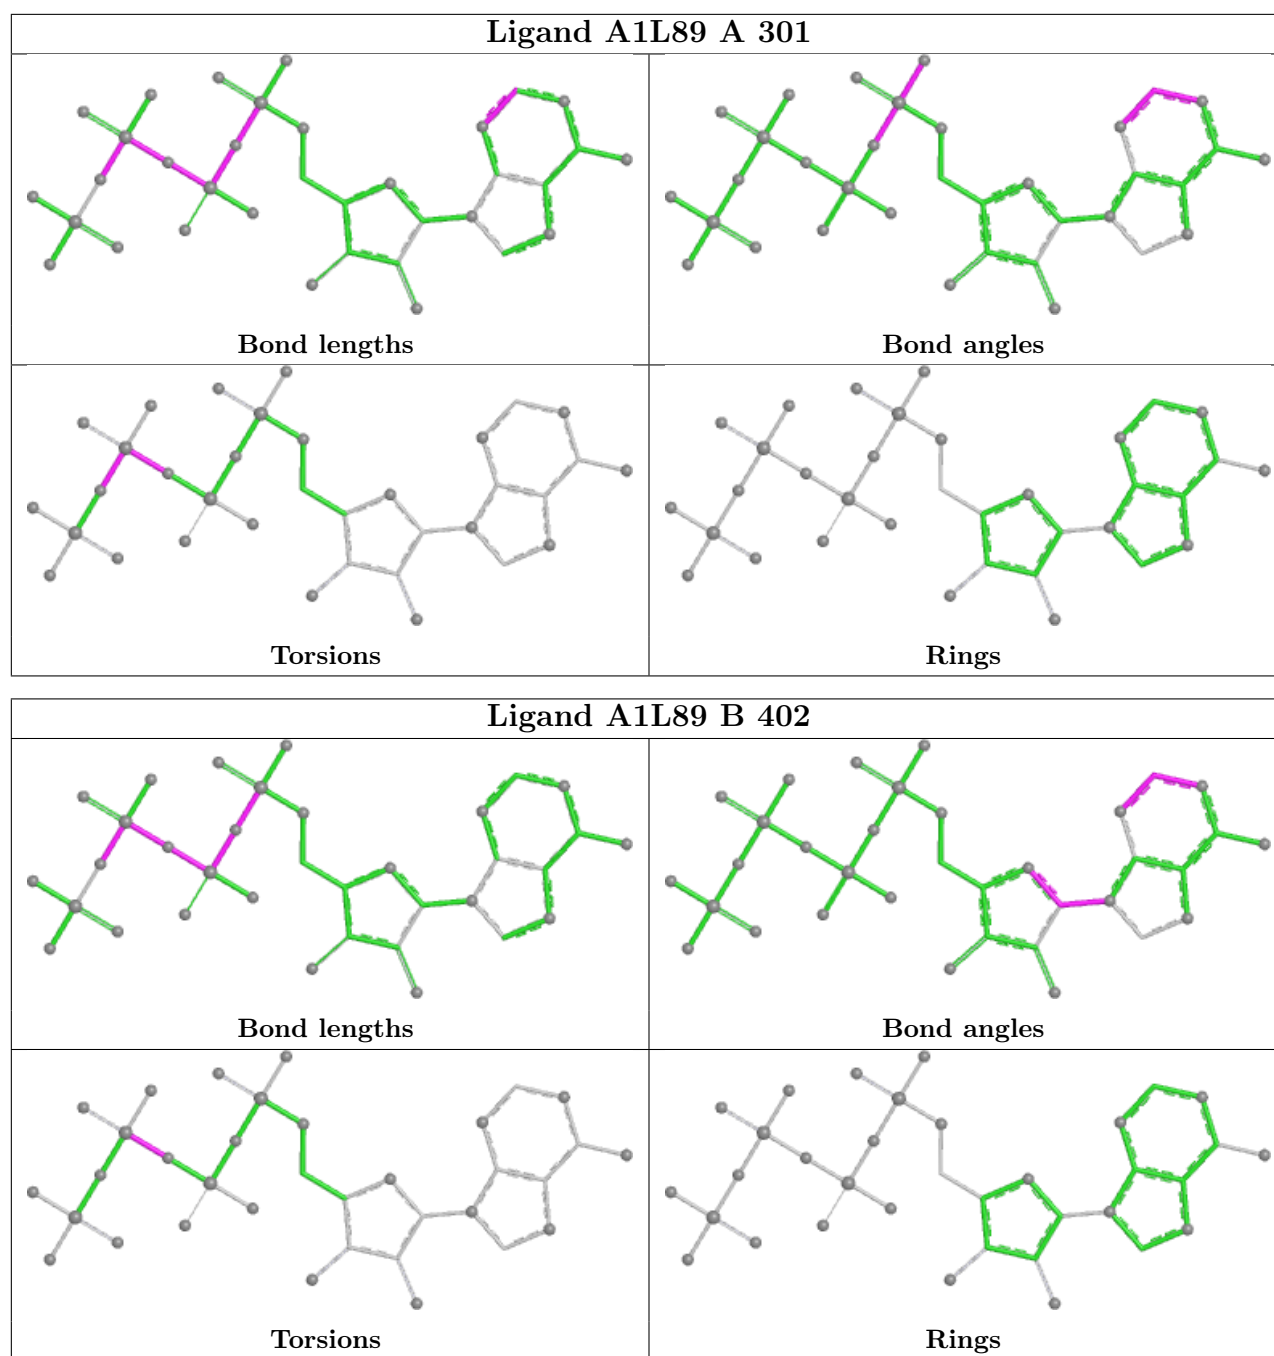 Ligand A1L89 A 301
Bond lengths
Bond angles
Torsions
Rings
Ligand A1L89 B 402
Bond lengths
Bond angles
Torsions
Rings